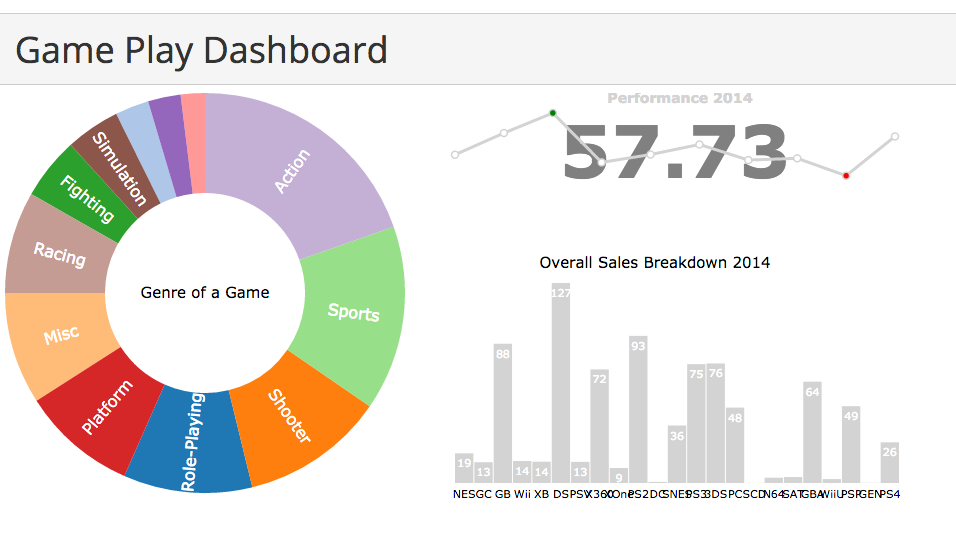 Game Play Dashboard
Performance 2014
57.73
Action
Sports
Shooter
Role-Playing
Platform
Misc
Racing
Fighting
Simulation
Genre of a Game
Overall Sales Breakdown 2014
19 13 88 14 14 127 13 72 9 93 36 75 76 48 64 49 26
NES GC GB Wii XB DS PSV X360 XOne PS2 DC SNES PS3 3DS PC SCD N64 SAT GBA WiiU PSP GEN PS4